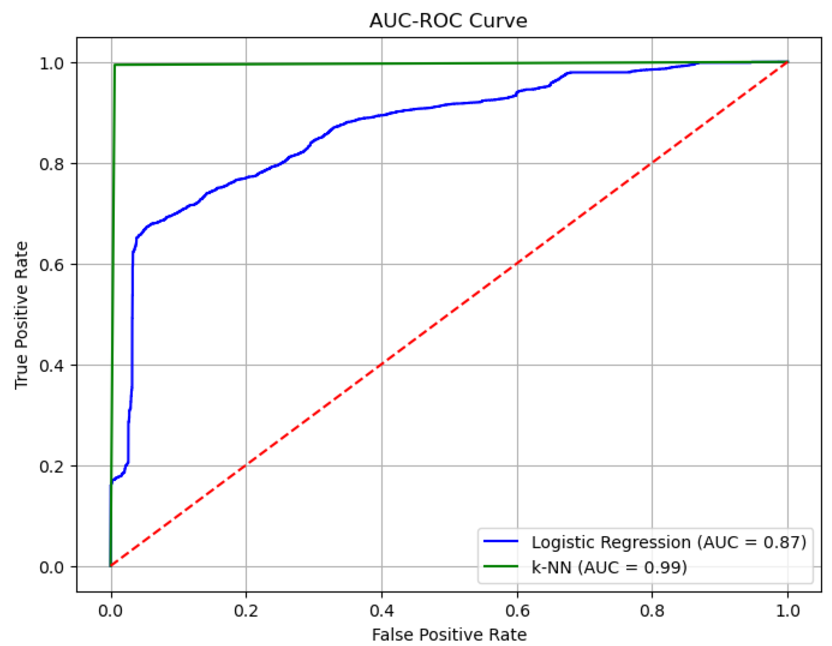 AUC-ROC Curve
True Positive Rate
1.0
0.8
0.6
0.4
0.2
0.0
Logistic Regression (AUC = 0.87)
k-NN (AUC = 0.99)
0.0 0.2 0.4 0.6 0.8 1.0
False Positive Rate